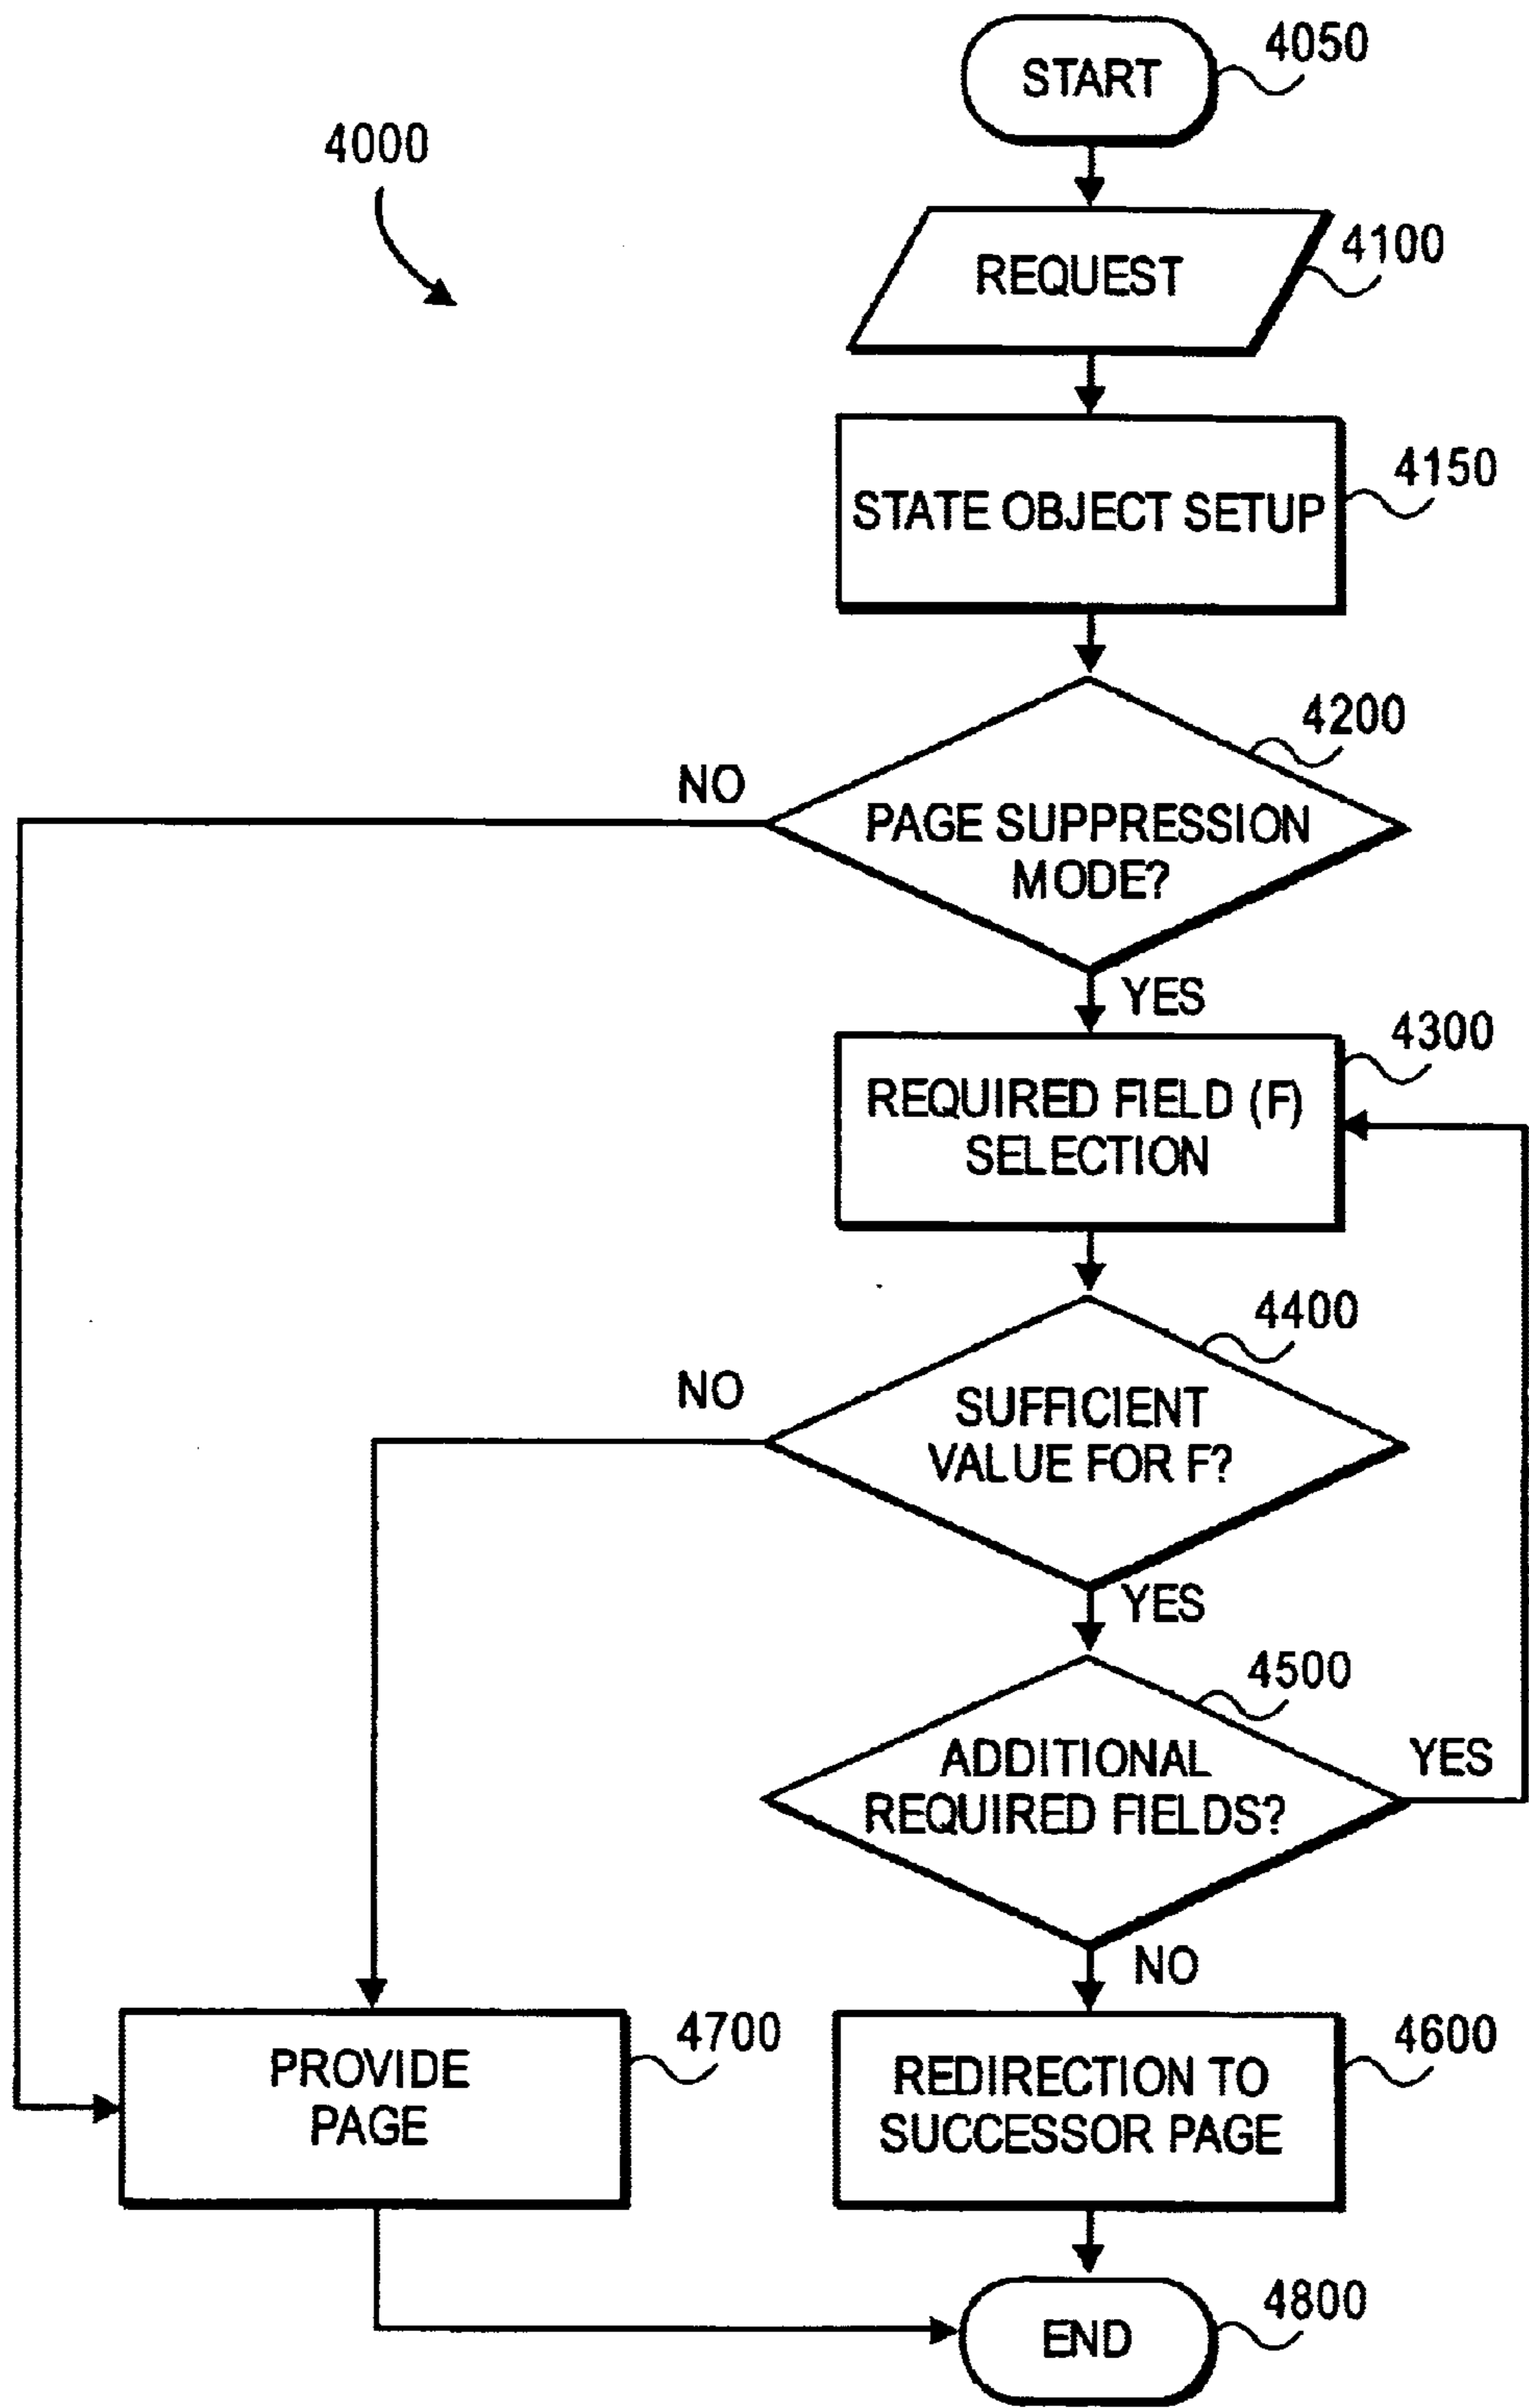 4050
START
4000
REQUEST
4100
STATE OBJECT SETUP
4150
4200
NO
PAGE SUPPRESSION
MODE?
YES
4300
REQUIRED FIELD (F)
SELECTION
4400
NO
SUFFICIENT
VALUE FOR F?
YES
4500
ADDITIONAL
REQUIRED FIELDS?
YES
NO
PROVIDE
PAGE
4700
REDIRECTION TO
SUCCESSOR PAGE
4600
END
4800